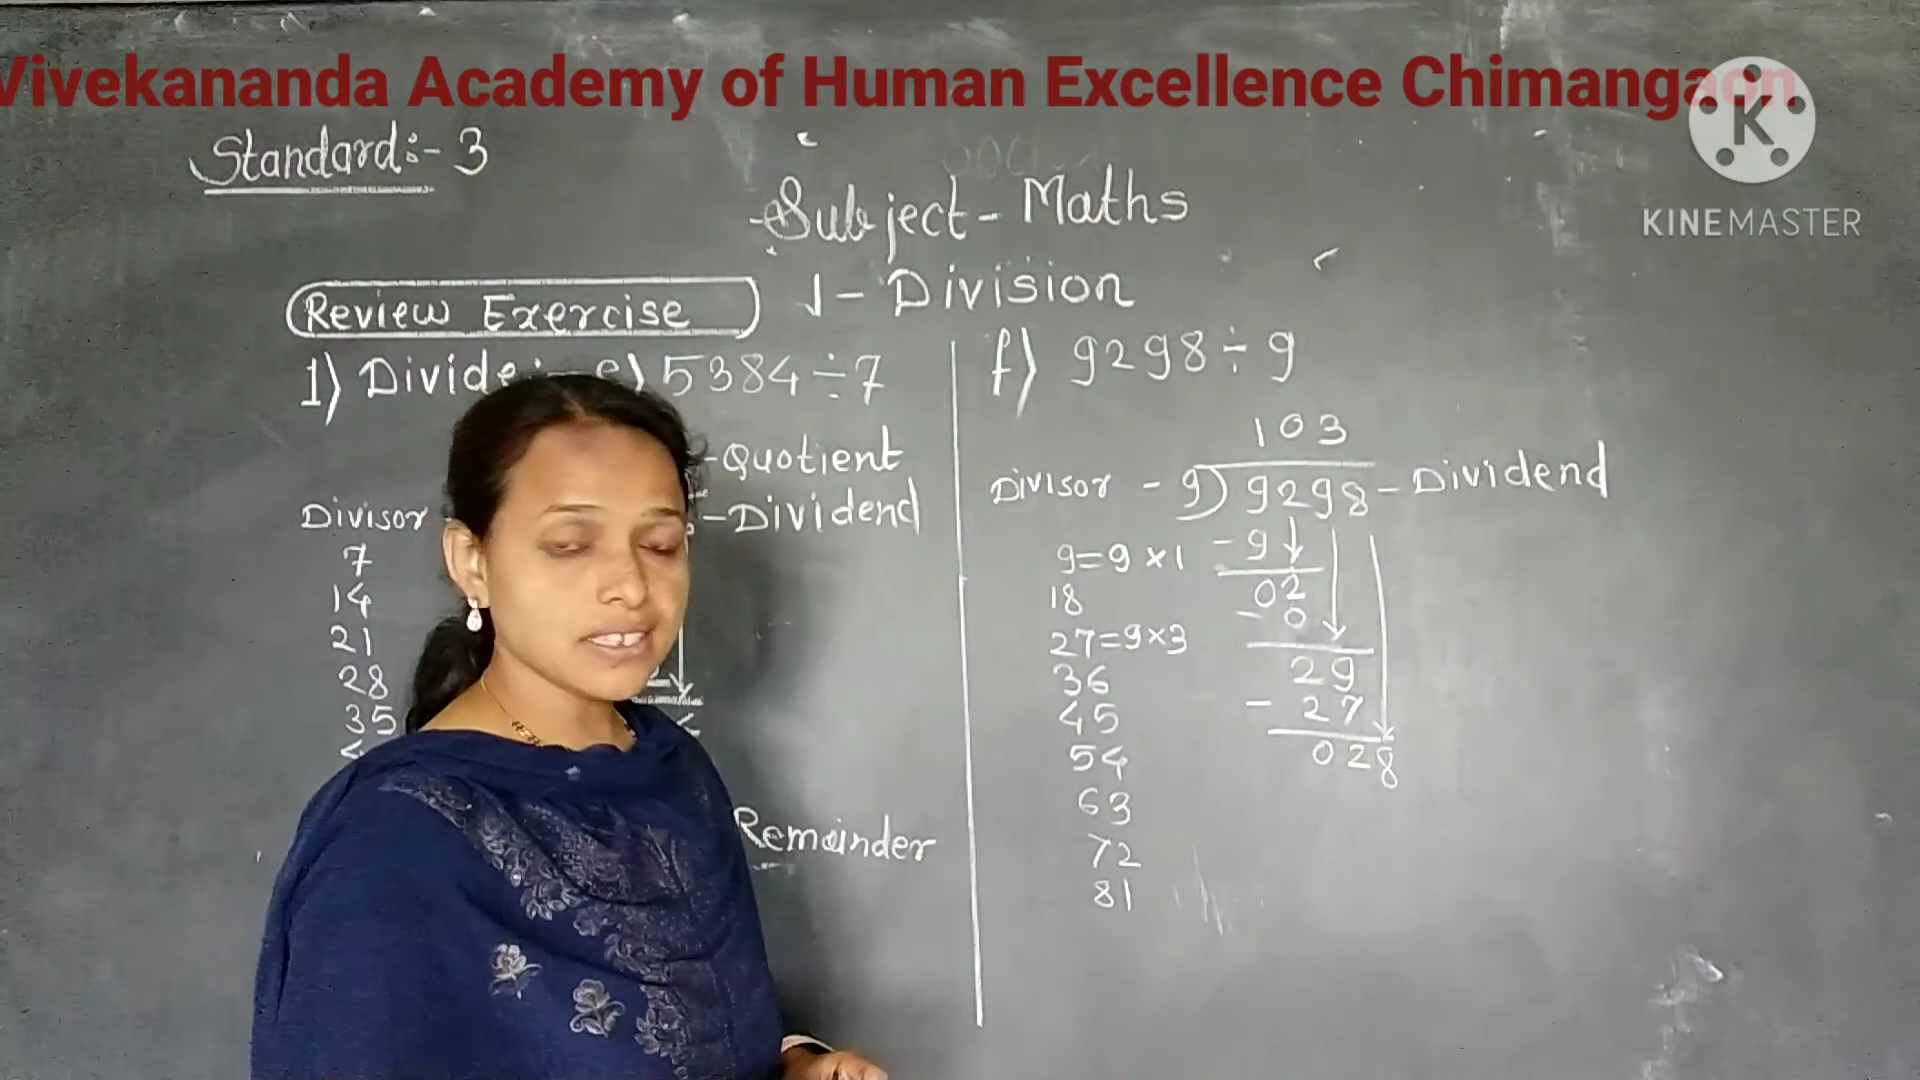 Vivekananda Academy of Human Excellence Chimangaon
K
KINEMASTER
Standard:- 3
Subject - Maths
1 - Division
Review Exercise
1) Divide:- e) 5384 ÷ 7
- Quotient
Divisor - - Dividend
7
14
21
28
35
Remainder
f) 9298 ÷ 9
103
Divisor - 9) 9298 - Dividend
9=9 ×1
18
27=9×3
36
45
54
63
72
81
- 9
02
- 0
29
- 27
028